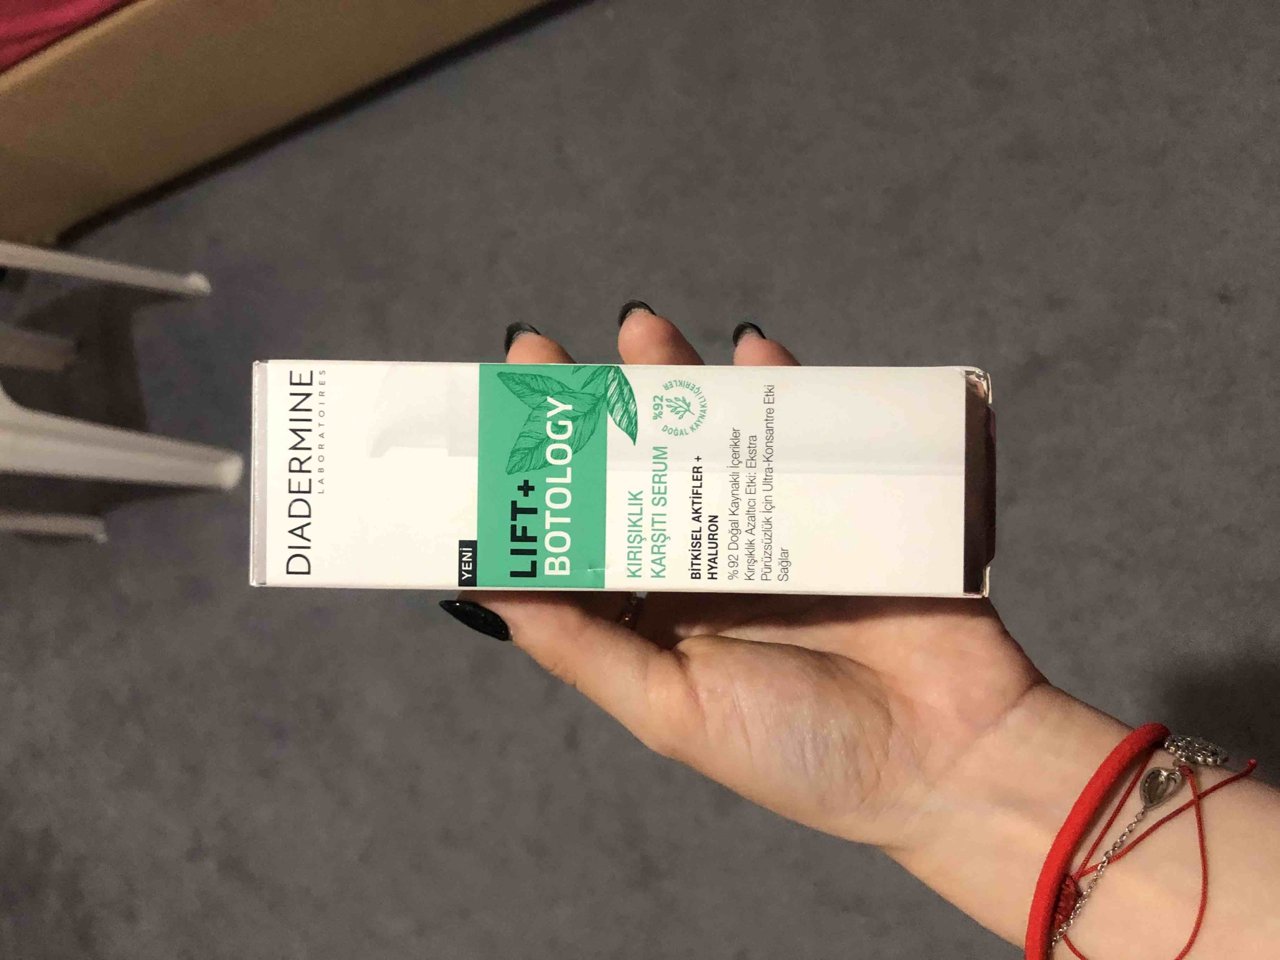 DIADERMINE
LABORATOIRES
YENİ
LIFT+
BOTOLOGY
KIRIŞIKLIK
KARŞITI SERUM
%92
DOĞAL KAYNAKLI İÇERİKLER
BİTKİSEL AKTİFLER +
HYALURON
%92 Doğal Kaynaklı İçerikler
Kırışıklık Azaltıcı Etki: Ekstra
Pürüzsüzlük İçin Ultra-Konsantre Etki
Sağlar